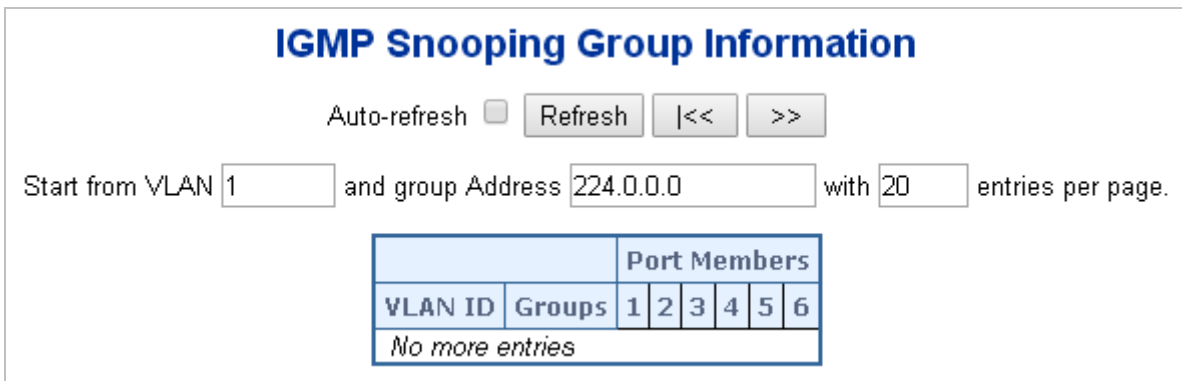 IGMP Snooping Group Information
Auto-refresh Refresh |<< >>
Start from VLAN 1 and group Address 224.0.0.0 with 20 entries per page.
Port Members
VLAN ID Groups 1 2 3 4 5 6
No more entries